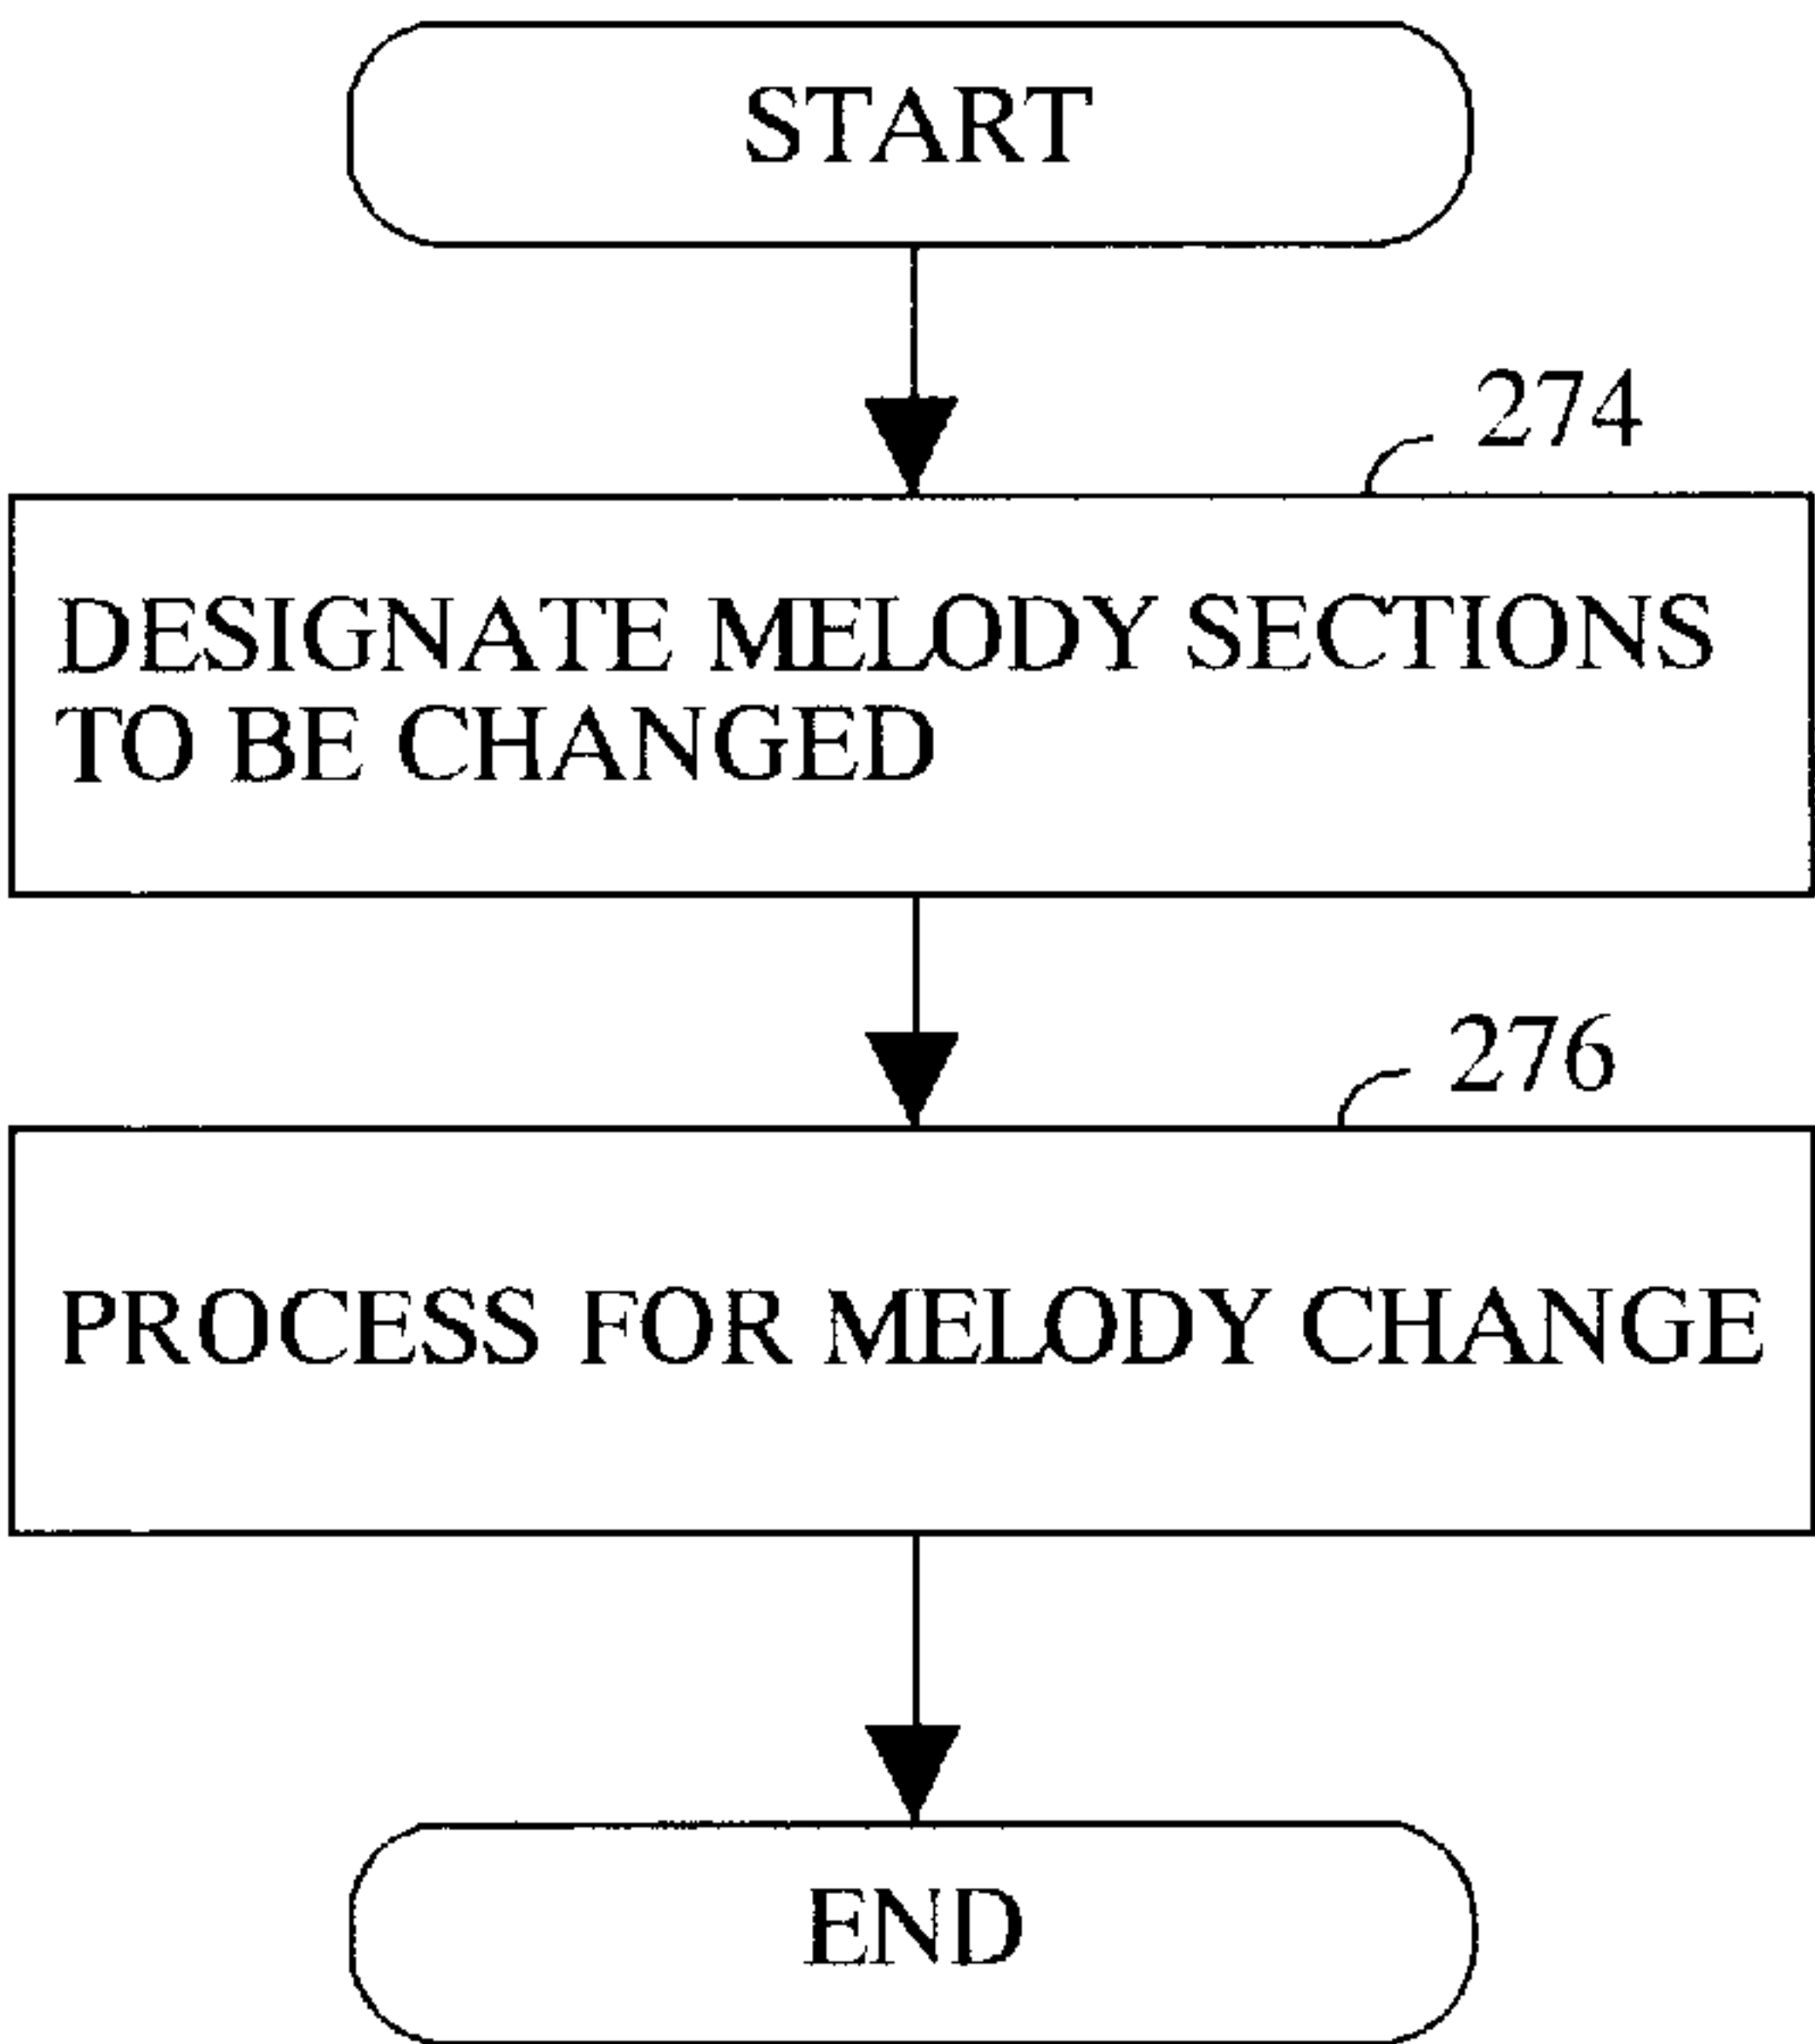 START
274
DESIGNATE MELODY SECTIONS
TO BE CHANGED
276
PROCESS FOR MELODY CHANGE
END